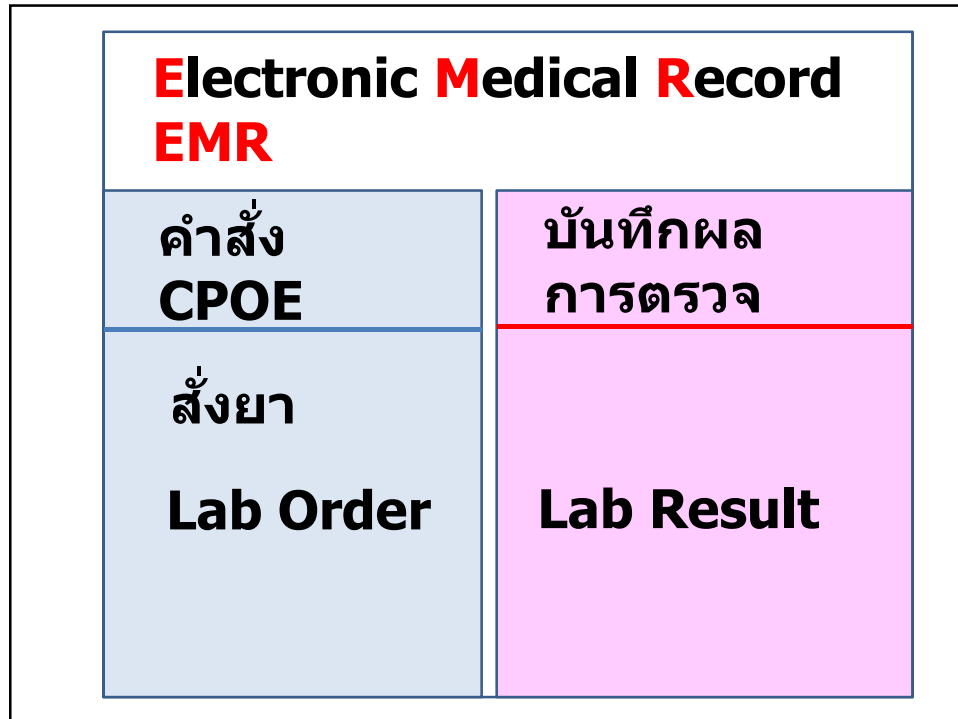 Electronic Medical Record
EMR
คำสั่ง
CPOE
สั่งยา
Lab Order
บันทึกผล
การตรวจ
Lab Result